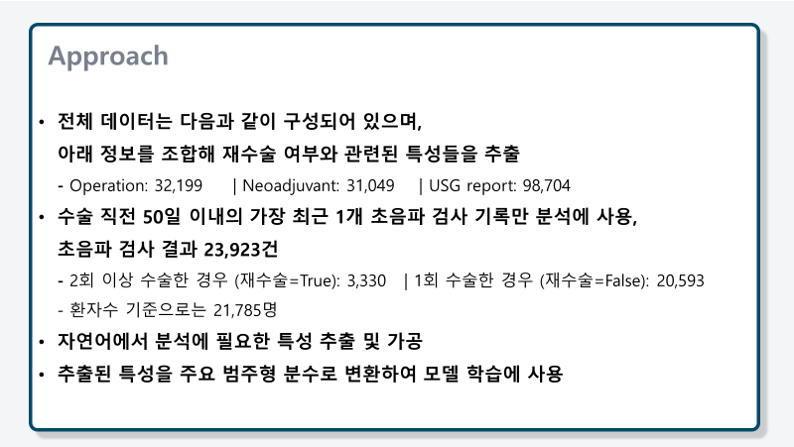 Approach
• 전체 데이터는 다음과 같이 구성되어 있으며,
아래 정보를 조합해 재수술 여부와 관련된 특성들을 추출
- Operation: 32,199 | Neoadjuvant: 31,049 | USG report: 98,704
• 수술 직전 50일 이내의 가장 최근 1개 초음파 검사 기록만 분석에 사용,
초음파 검사 결과 23,923건
- 2회 이상 수술한 경우 (재수술=True): 3,330 | 1회 수술한 경우 (재수술=False): 20,593
- 환자수 기준으로는 21,785명
• 자연어에서 분석에 필요한 특성 추출 및 가공
• 추출된 특성을 주요 범주형 분수로 변환하여 모델 학습에 사용